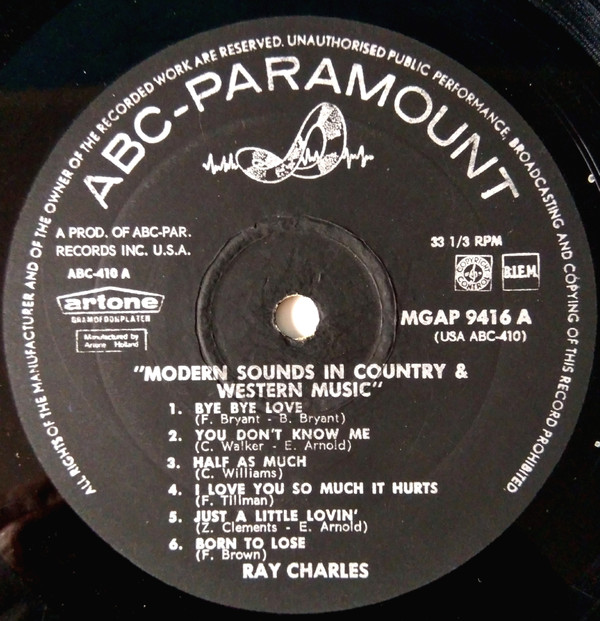 ALL RIGHTS OF THE MANUFACTURER AND OF THE OWNER OF THE RECORDED WORK ARE RESERVED. UNAUTHORISED PUBLIC PERFORMANCE, BROADCASTING AND COPYING OF THIS RECORD PROHIBITED.
ABC-PARAMOUNT
A PROD. OF ABC-PAR.
RECORDS INC. U.S.A.
33 1/3 RPM
ABC-410 A
B.I.E.M.
artone
GRAMOFOONPLATEN
Manufactured by
Artone Holland
MGAP 9416 A
(USA ABC-410)
"MODERN SOUNDS IN COUNTRY &
WESTERN MUSIC"
1. BYE BYE LOVE
(F. Bryant - B. Bryant)
2. YOU DON'T KNOW ME
(C. Walker - E. Arnold)
3. HALF AS MUCH
(C. Williams)
4. I LOVE YOU SO MUCH IT HURTS
(F. Tillman)
5. JUST A LITTLE LOVIN'
(Z. Clements - E. Arnold)
6. BORN TO LOSE
(F. Brown)
RAY CHARLES